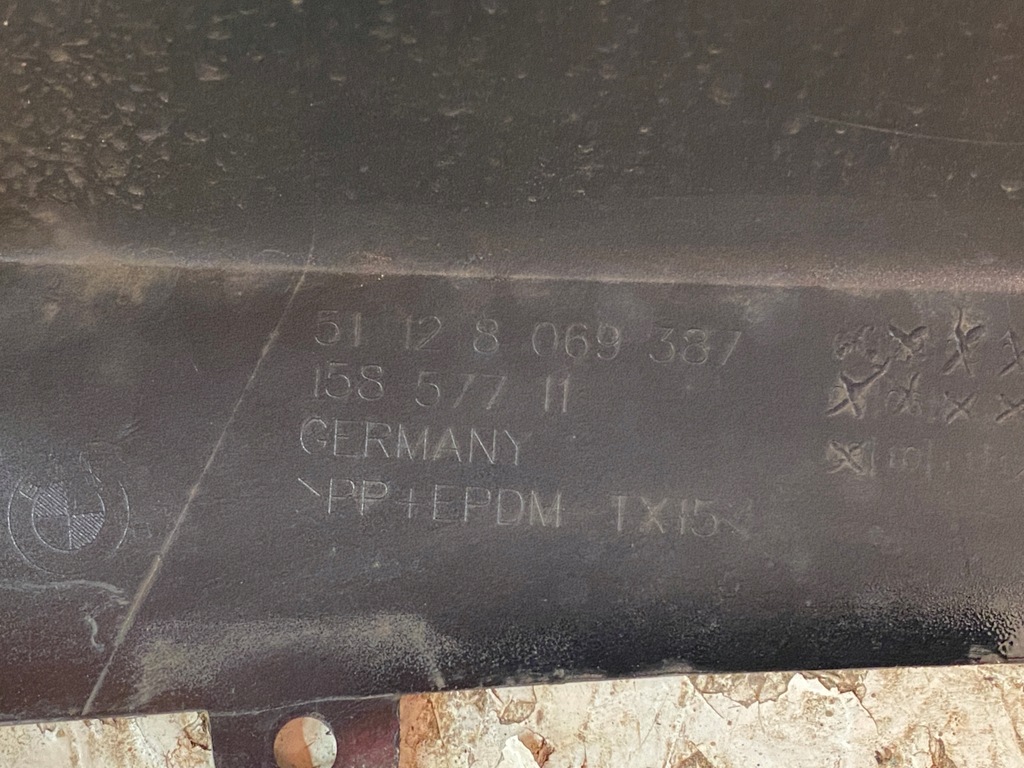 51 12 8 069 387
158 577 11
GERMANY
>PP+EPDM TX15<